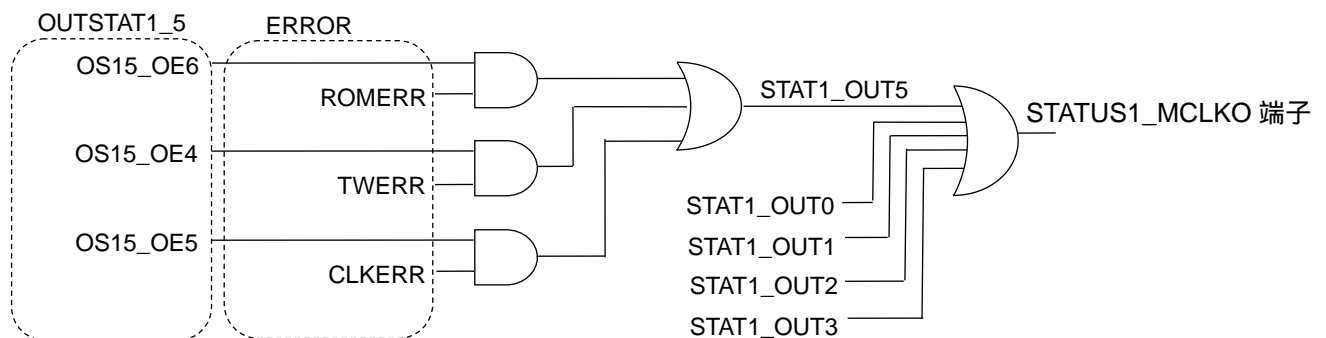 OUTSTAT1_5
ERROR
OS15_OE6
ROMERR
OS15_OE4
TWERR
OS15_OE5
CLKERR
STAT1_OUT5
STATUS1_MCLKO 端子
STAT1_OUT0
STAT1_OUT1
STAT1_OUT2
STAT1_OUT3